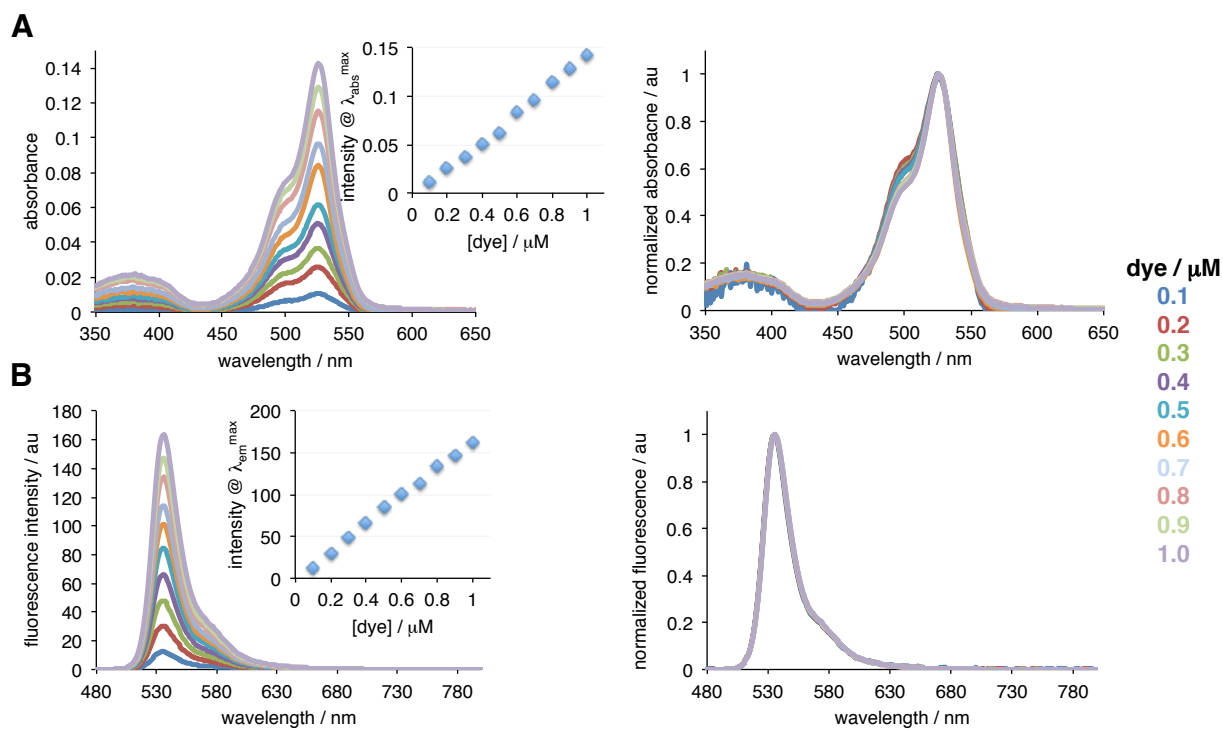 A
absorbance
0.14
0.12
0.1
0.08
0.06
0.04
0.02
0
350 400 450 500 550 600 650
wavelength / nm
intensity @ λabs max
0.15
0.1
0.05
0
0 0.2 0.4 0.6 0.8 1
[dye] / μM
normalized absorbacne / au
1
0.8
0.6
0.4
0.2
0
350 400 450 500 550 600 650
wavelength / nm
dye / μM
0.1
0.2
0.3
0.4
0.5
0.6
0.7
0.8
0.9
1.0
B
fluorescence intensity / au
180
160
140
120
100
80
60
40
20
0
480 530 580 630 680 730 780
wavelength / nm
intensity @ λem max
200
150
100
50
0
0 0.2 0.4 0.6 0.8 1
[dye] / μM
normalized fluorescence / au
1
0.8
0.6
0.4
0.2
0
480 530 580 630 680 730 780
wavelength / nm